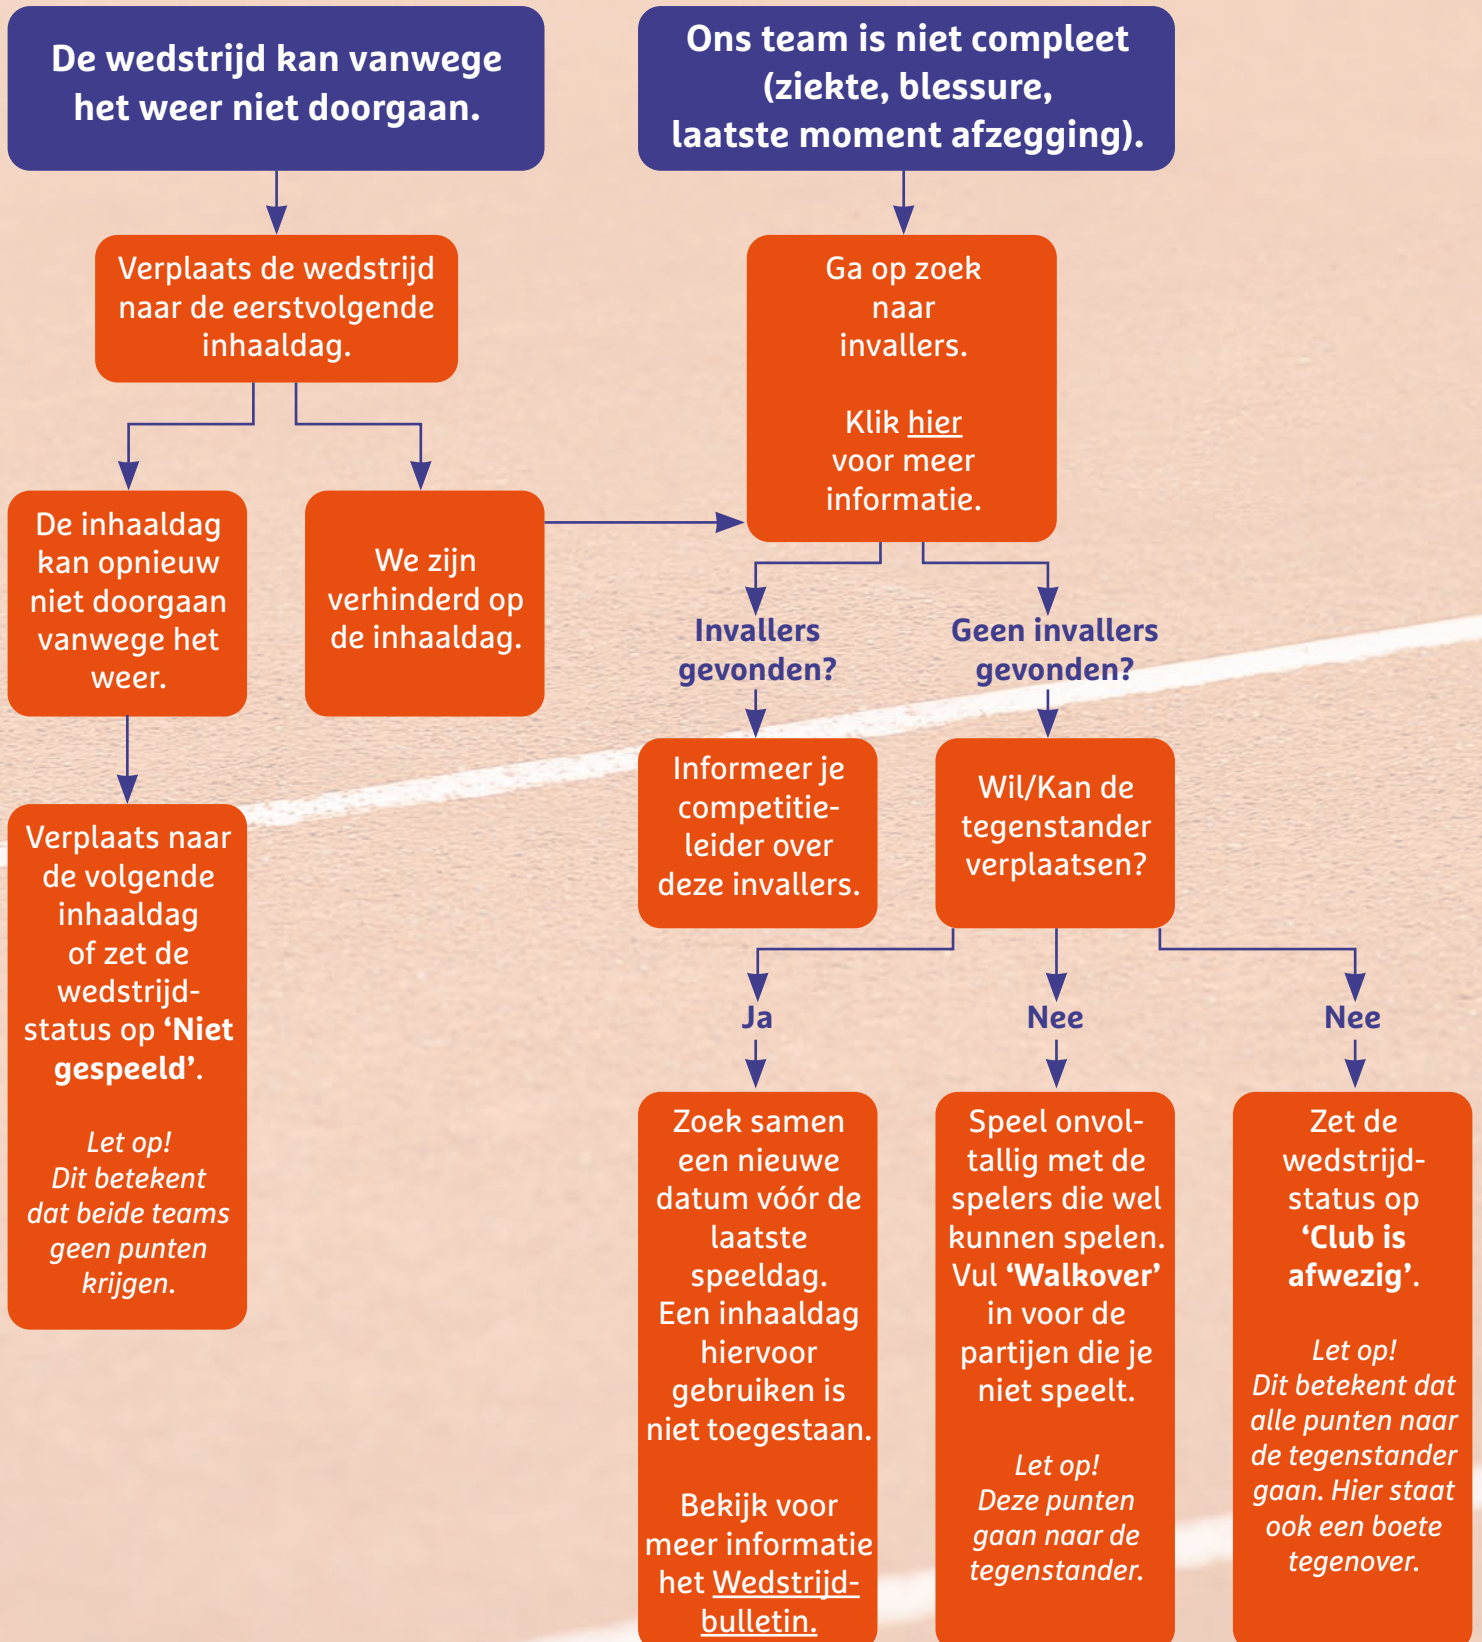 De wedstrijd kan vanwege
het weer niet doorgaan.
Ons team is niet compleet
(ziekte, blessure,
laatste moment afzegging).
Verplaats de wedstrijd
naar de eerstvolgende
inhaaldag.
Ga op zoek
naar
invallers.
Klik hier
voor meer
informatie.
De inhaaldag
kan opnieuw
niet doorgaan
vanwege het
weer.
We zijn
verhinderd op
de inhaaldag.
Invallers
gevonden?
Geen invallers
gevonden?
Verplaats naar
de volgende
inhaaldag
of zet de
wedstrijd-
status op ‘Niet
gespeeld’.
Let op!
Dit betekent
dat beide teams
geen punten
krijgen.
Informeer je
competitie-
leider over
deze invallers.
Wil/Kan de
tegenstander
verplaatsen?
Ja
Nee
Nee
Zoek samen
een nieuwe
datum vóór de
laatste
speeldag.
Een inhaaldag
hiervoor
gebruiken is
niet toegestaan.
Bekijk voor
meer informatie
het Wedstrijd-
bulletin.
Speel onvol-
tallig met de
spelers die wel
kunnen spelen.
Vul ‘Walkover’
in voor de
partijen die je
niet speelt.
Let op!
Deze punten
gaan naar de
tegenstander.
Zet de
wedstrijd-
status op
‘Club is
afwezig’.
Let op!
Dit betekent dat
alle punten naar
de tegenstander
gaan. Hier staat
ook een boete
tegenover.